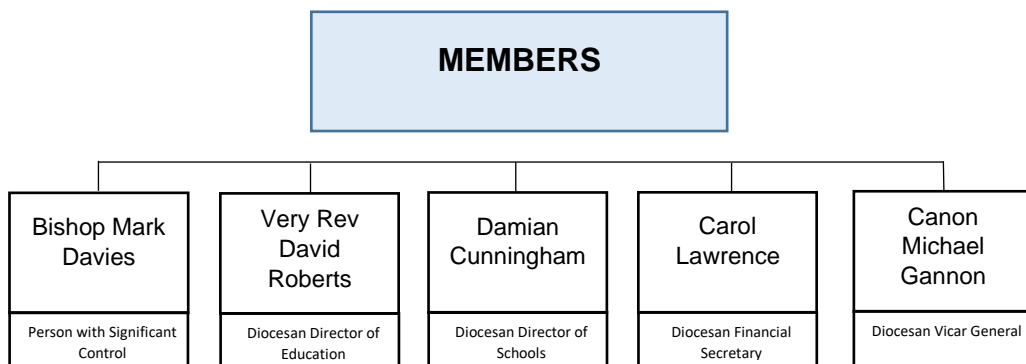 MEMBERS
Bishop Mark
Davies
Person with Significant
Control
Very Rev
David
Roberts
Diocesan Director of
Education
Damian
Cunningham
Diocesan Director of
Schools
Carol
Lawrence
Diocesan Financial
Secretary
Canon
Michael
Gannon
Diocesan Vicar General